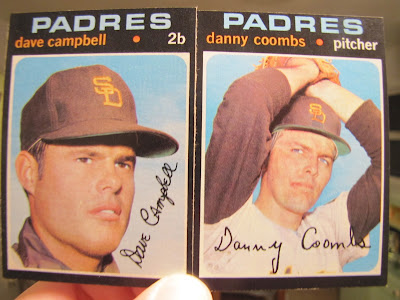 PADRES
dave campbell • 2b
SD
Dave Campbell
PADRES
danny coombs • pitcher
SD
Danny Coombs